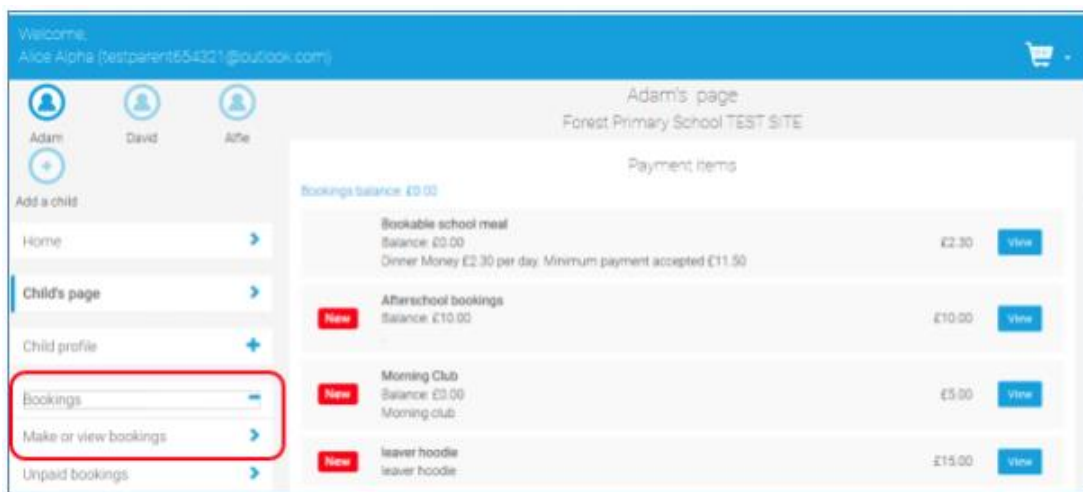 Welcome,
Alice Alpha (testparent654321@outlook.com)
Adam
David
Alfie
Add a child
Home
Child's page
Child profile
Bookings
Make or view bookings
Unpaid bookings
Adam's page
Forest Primary School TEST SITE
Payment items
Bookings balance: £0.00
Bookable school meal
Balance: £0.00
Dinner Money £2.30 per day. Minimum payment accepted £11.50
£2.30
View
New
Afterschool bookings
Balance: £10.00
£10.00
View
New
Morning Club
Balance: £0.00
Morning club
£5.00
View
New
leaver hoodie
leaver hoodie
£15.00
View